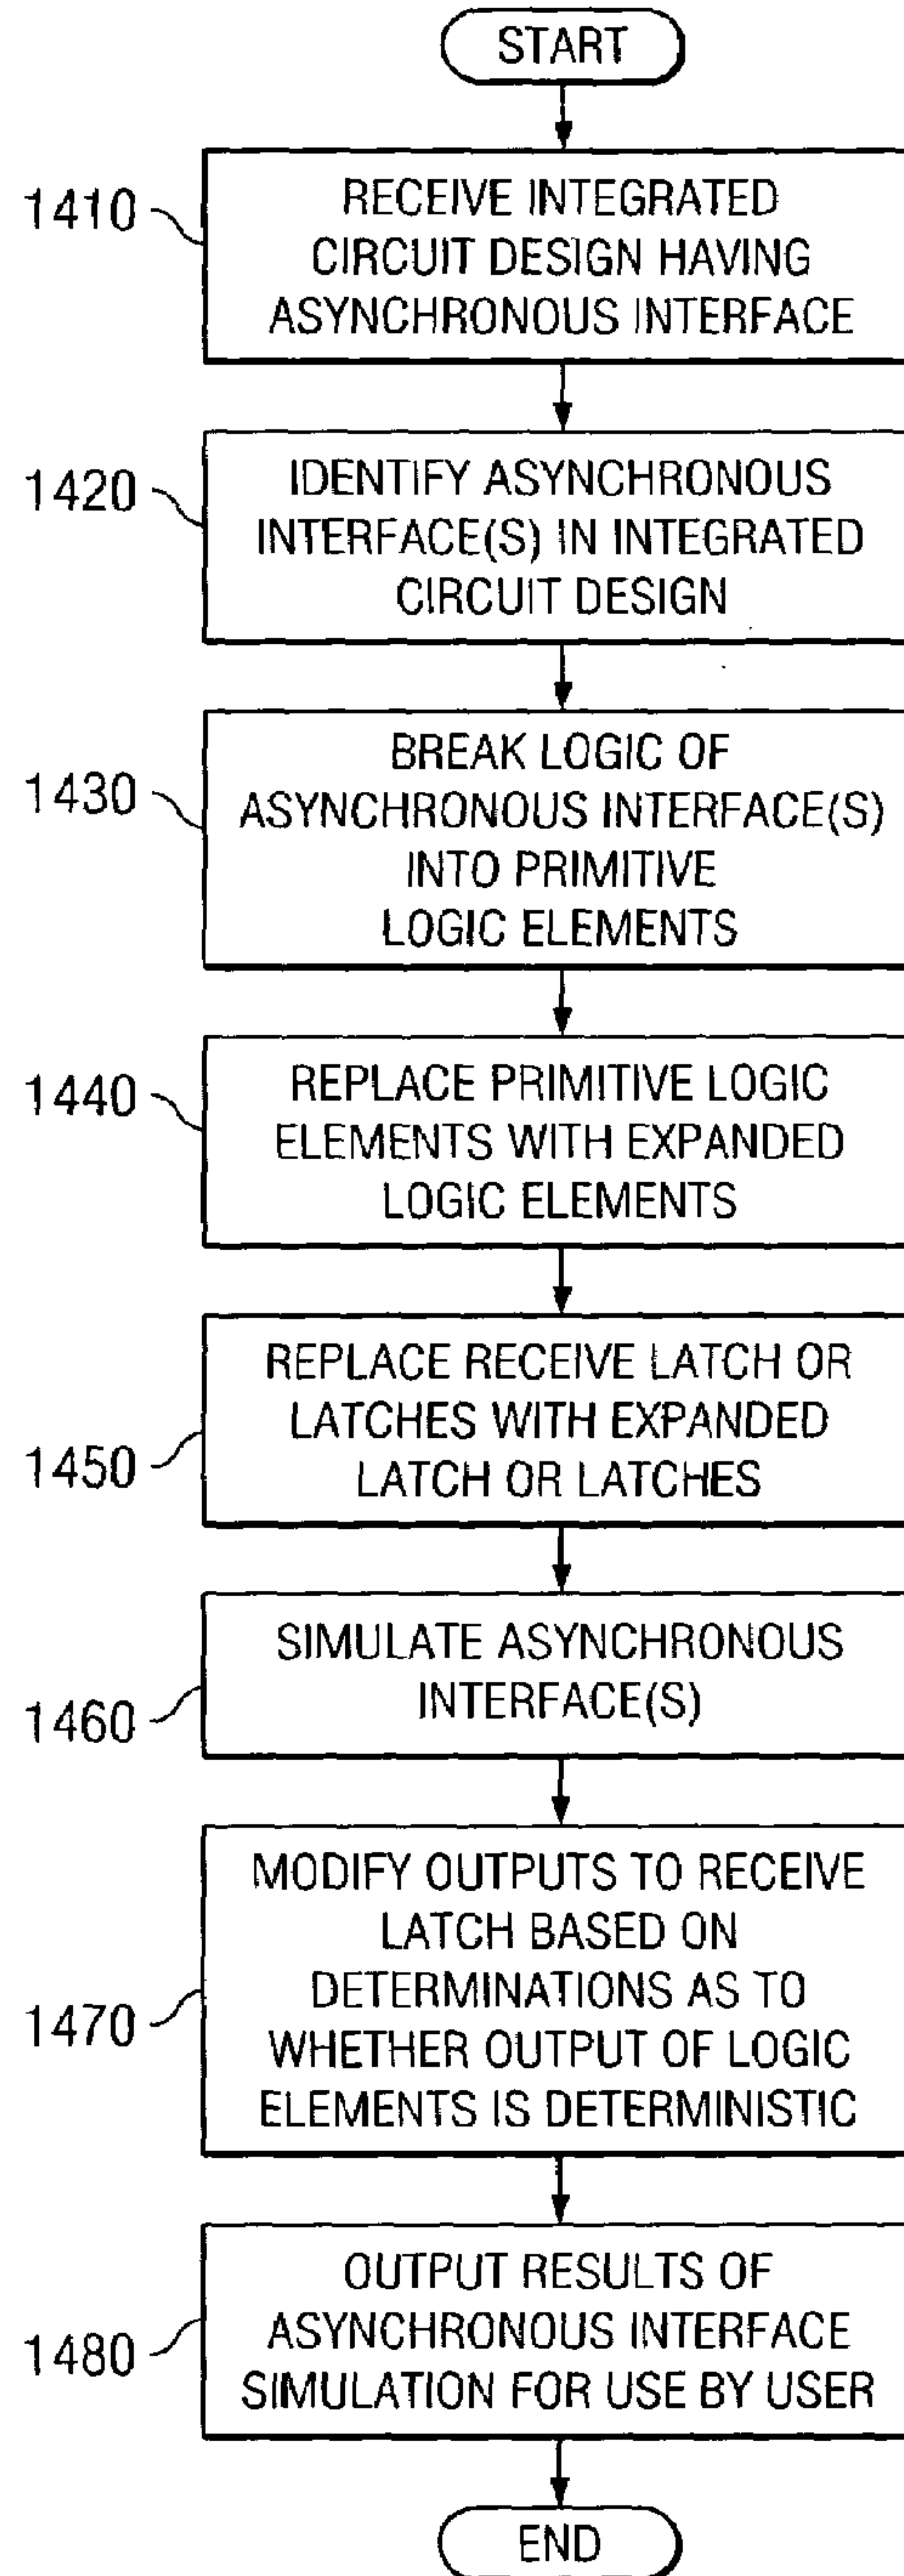 START
1410
RECEIVE INTEGRATED
CIRCUIT DESIGN HAVING
ASYNCHRONOUS INTERFACE
1420
IDENTIFY ASYNCHRONOUS
INTERFACE(S) IN INTEGRATED
CIRCUIT DESIGN
1430
BREAK LOGIC OF
ASYNCHRONOUS INTERFACE(S)
INTO PRIMITIVE
LOGIC ELEMENTS
1440
REPLACE PRIMITIVE LOGIC
ELEMENTS WITH EXPANDED
LOGIC ELEMENTS
1450
REPLACE RECEIVE LATCH OR
LATCHES WITH EXPANDED
LATCH OR LATCHES
1460
SIMULATE ASYNCHRONOUS
INTERFACE(S)
1470
MODIFY OUTPUTS TO RECEIVE
LATCH BASED ON
DETERMINATIONS AS TO
WHETHER OUTPUT OF LOGIC
ELEMENTS IS DETERMINISTIC
1480
OUTPUT RESULTS OF
ASYNCHRONOUS INTERFACE
SIMULATION FOR USE BY USER
END